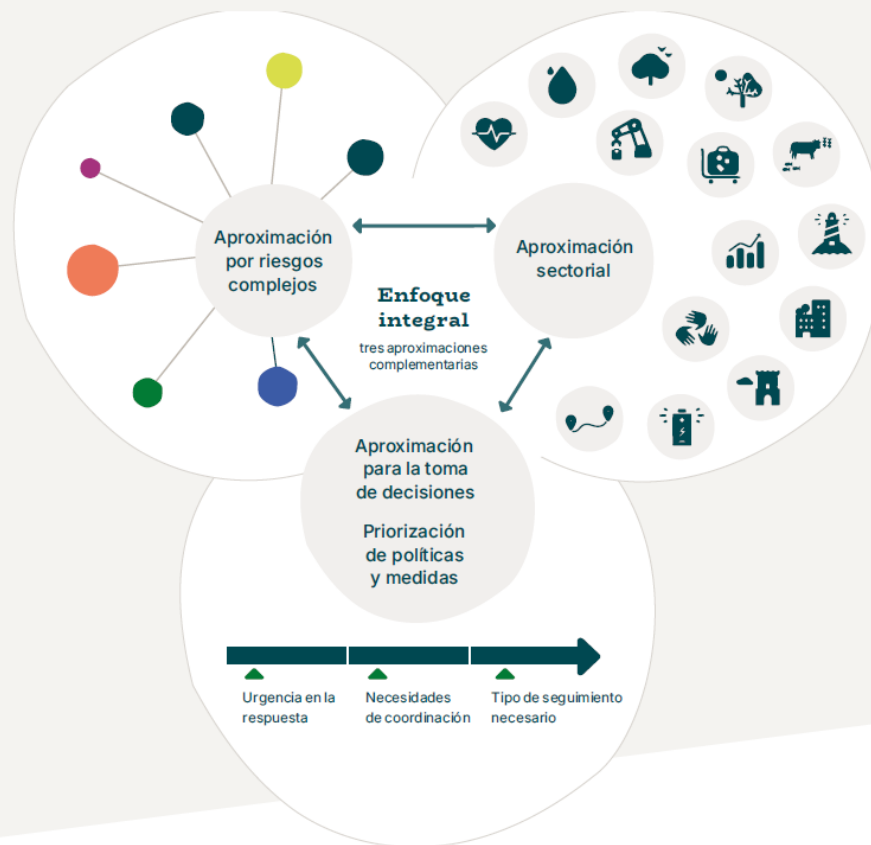 Aproximación
por riesgos
complejos
Aproximación
sectorial
Enfoque
integral
tres aproximaciones
complementarias
Aproximación
para la toma
de decisiones
Priorización
de políticas
y medidas
Urgencia en la
respuesta
Necesidades
de coordinación
Tipo de seguimiento
necesario